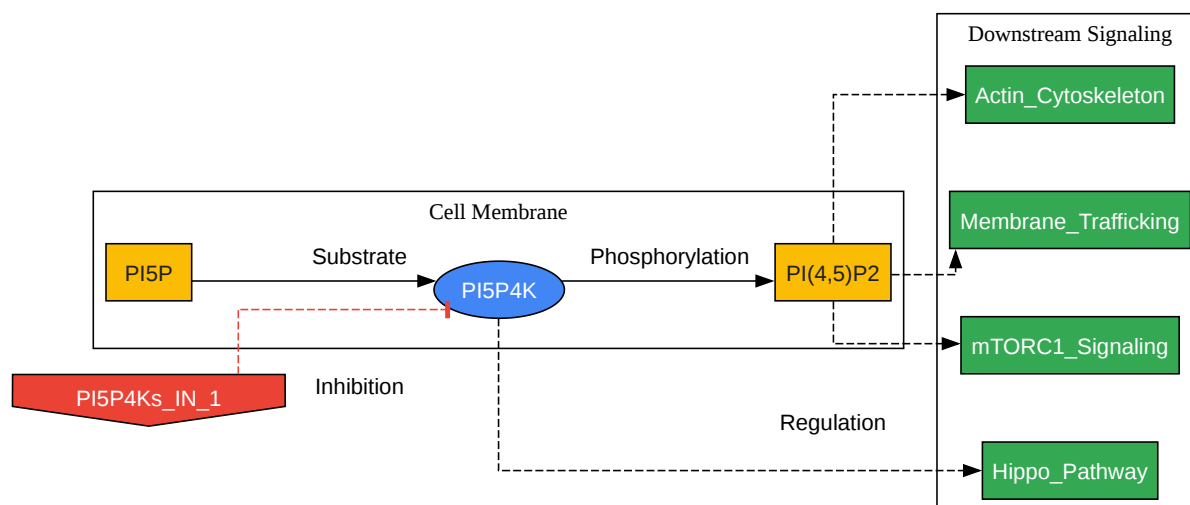 Downstream Signaling
Actin_Cytoskeleton
Membrane_Trafficking
Cell Membrane
PI5P
Substrate
PI5P4K
Phosphorylation
PI(4,5)P2
mTORC1_Signaling
PI5P4Ks_IN_1
Inhibition
Regulation
Hippo_Pathway